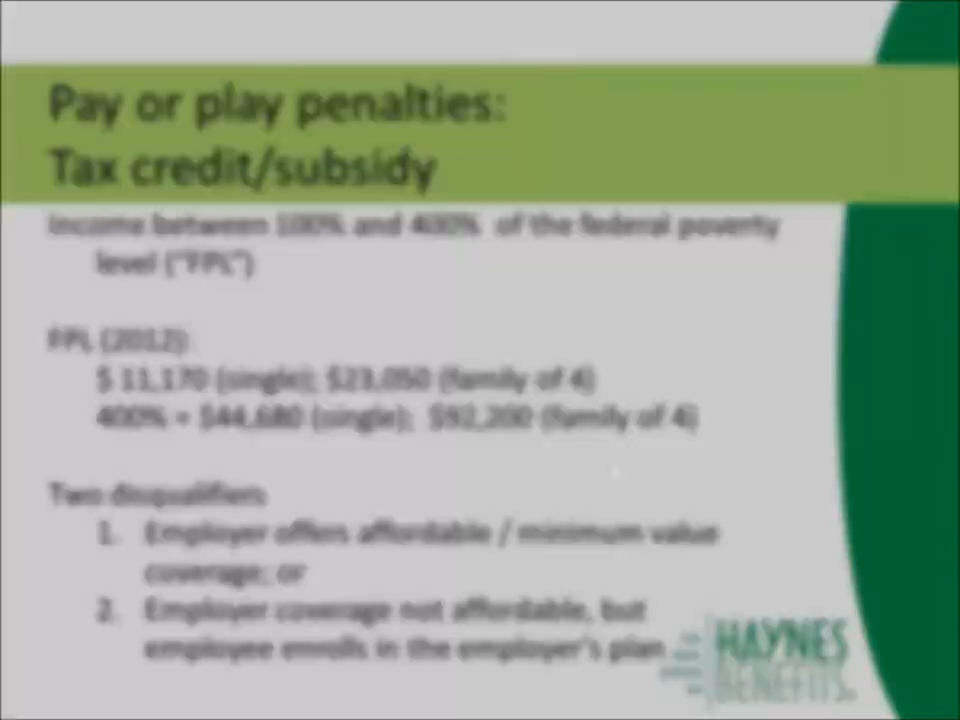 Pay or play penalties:
Tax credit/subsidy
Income between 100% and 400% of the federal poverty
level ("FPL")
FPL (2012):
$ 11,170 (single); $23,050 (family of 4)
400% = $44,680 (single); $92,200 (family of 4)
Two disqualifiers
1. Employer offers affordable / minimum value
coverage; or
2. Employer coverage not affordable, but
employee enrolls in the employer's plan
HAYNES
BENEFITS